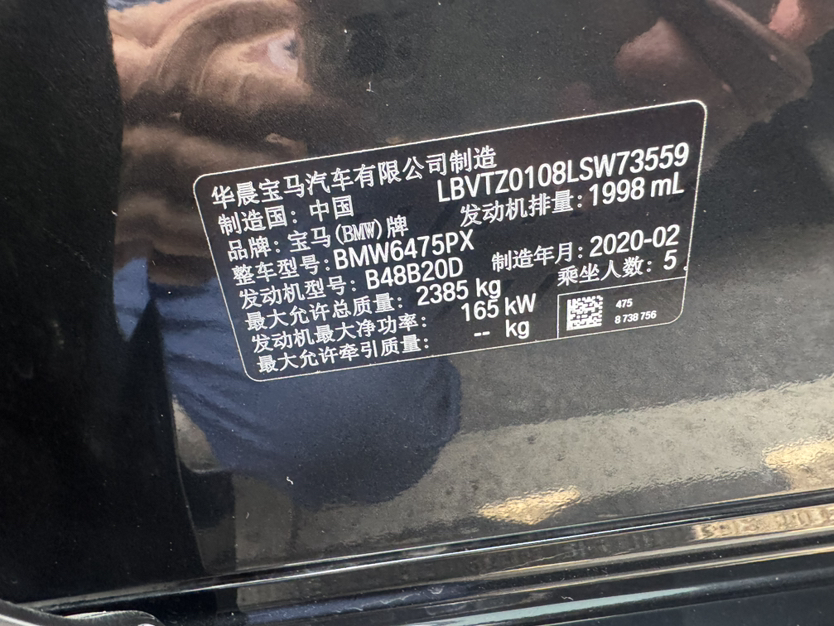 华晨宝马汽车有限公司制造
制造国: 中国 LBVTZ0108LSW73559
品牌: 宝马(BMW)牌 发动机排量: 1998 mL
整车型号: BMW6475PX
发动机型号: B48B20D 制造年月: 2020-02
最大允许总质量: 2385 kg 乘坐人数: 5
发动机最大净功率: 165 kW
最大允许牵引质量: -- kg
475
8 738 756